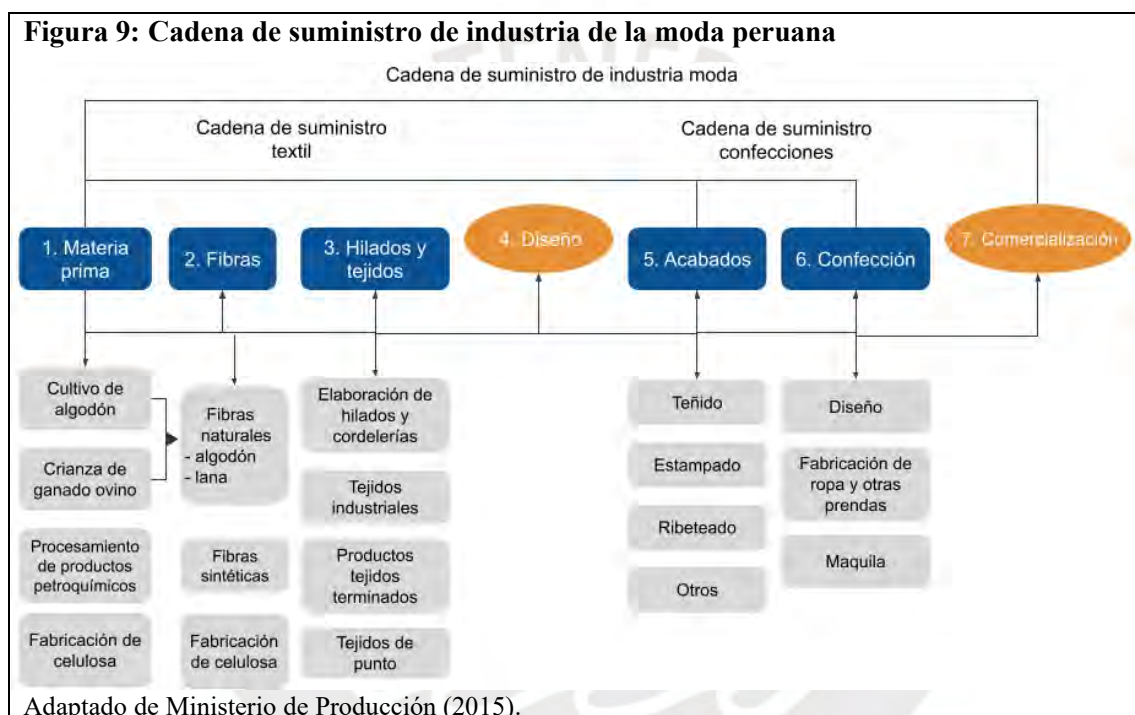 Figura 9: Cadena de suministro de industria de la moda peruana
Cadena de suministro de industria moda
Cadena de suministro
textil
Cadena de suministro
confecciones
1. Materia
prima
2. Fibras
3. Hilados y
tejidos
4. Diseño
5. Acabados
6. Confección
7. Comercialización
Cultivo de
algodón
Crianza de
ganado ovino
Procesamiento
de productos
petroquímicos
Fabricación de
celulosa
Fibras
naturales
- algodón
- lana
Fibras
sintéticas
Fabricación
de celulosa
Elaboración de
hilados y
cordelerías
Tejidos
industriales
Productos
tejidos
terminados
Tejidos de
punto
Teñido
Estampado
Ribeteado
Otros
Diseño
Fabricación de
ropa y otras
prendas
Maquila
Adaptado de Ministerio de Producción (2015).